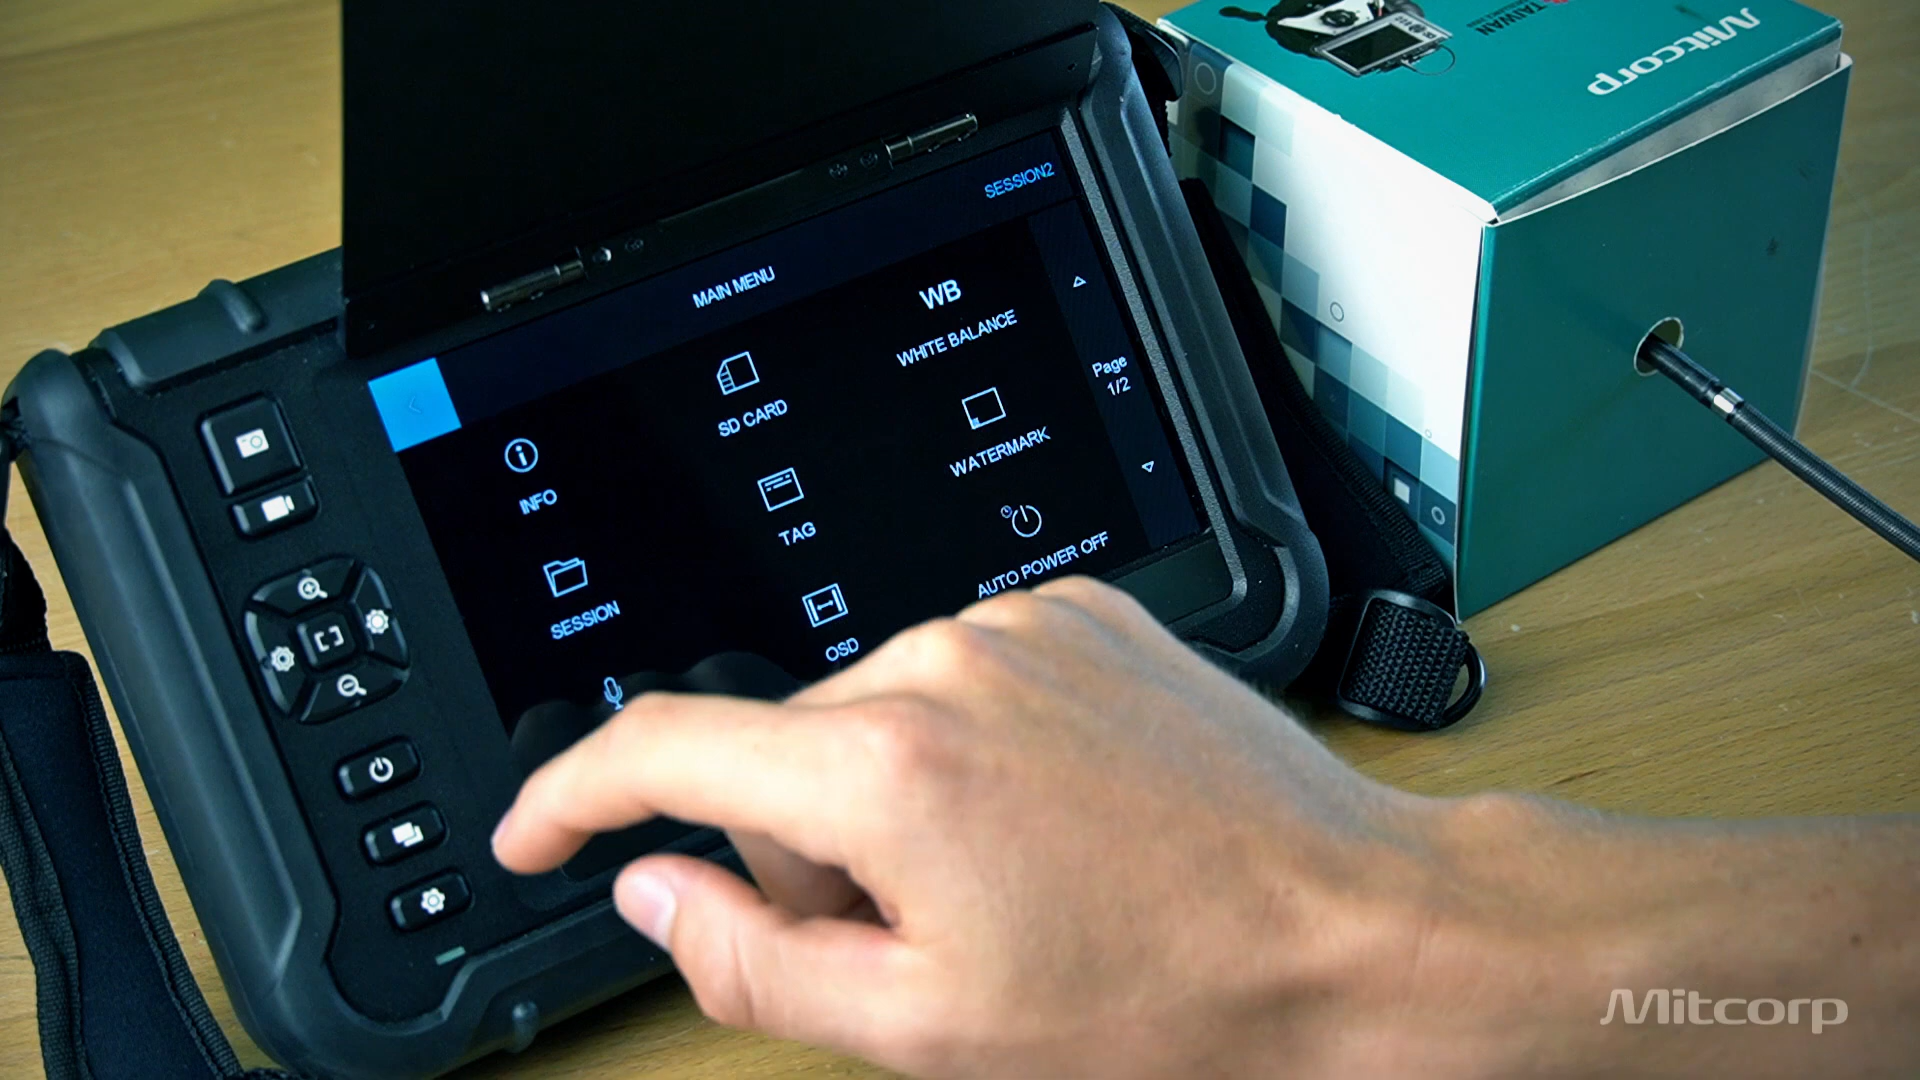 Mitcorp
TAIWAN
SESSION2
MAIN MENU
INFO
SD CARD
WB
WHITE BALANCE
SESSION
TAG
WATERMARK
OSD
AUTO POWER OFF
Page
1/2
Mitcorp